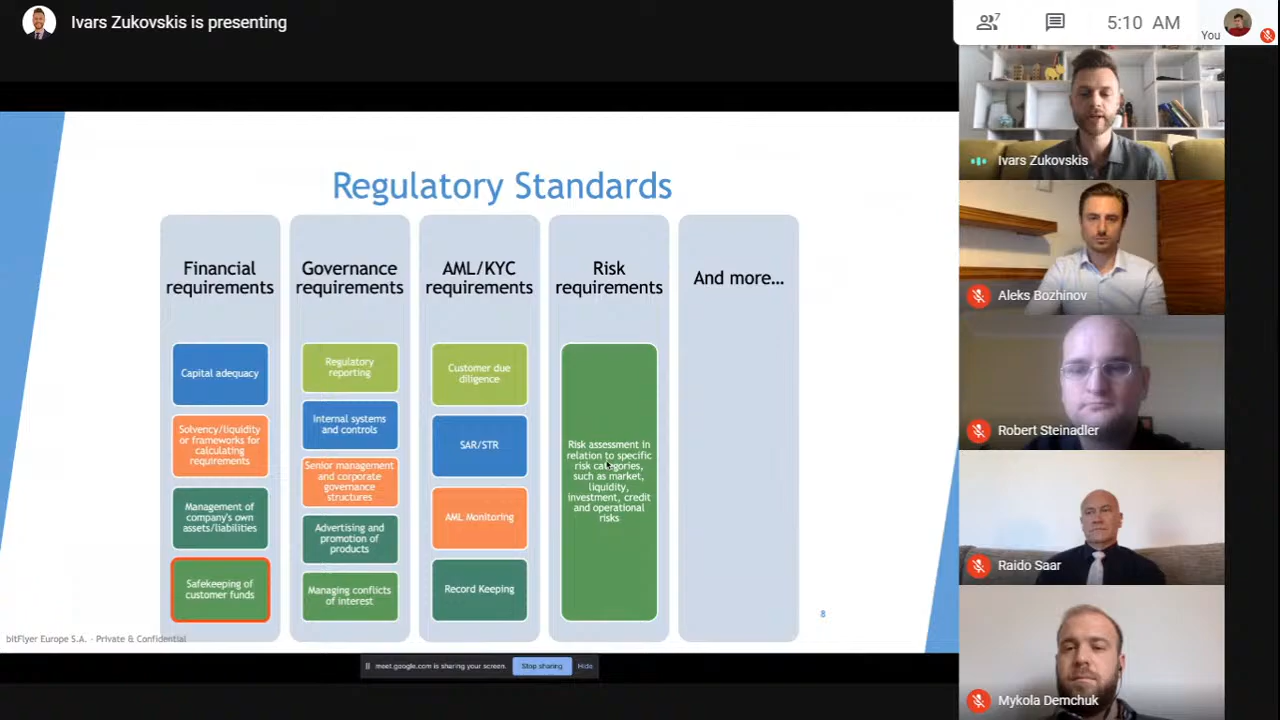 Ivars Zukovskis is presenting
7
5:10 AM
You
Regulatory Standards
Financial
requirements
Capital adequacy
Solvency/liquidity
or frameworks for
calculating
requirements
Management of
company's own
assets/liabilities
Safekeeping of
customer funds
Governance
requirements
Regulatory
reporting
Internal systems
and controls
Senior management
and corporate
governance
structures
Advertising and
promotion of
products
Managing conflicts
of interest
AML/KYC
requirements
Customer due
diligence
SAR/STR
AML Monitoring
Record Keeping
Risk
requirements
Risk assessment in
relation to specific
risk categories,
such as market,
liquidity,
investment, credit
and operational
risks
And more…
8
bitFlyer Europe S.A. - Private & Confidential
meet.google.com is sharing your screen.
Stop sharing
Hide
Ivars Zukovskis
Aleks Bozhinov
Robert Steinadler
Raido Saar
Mykola Demchuk